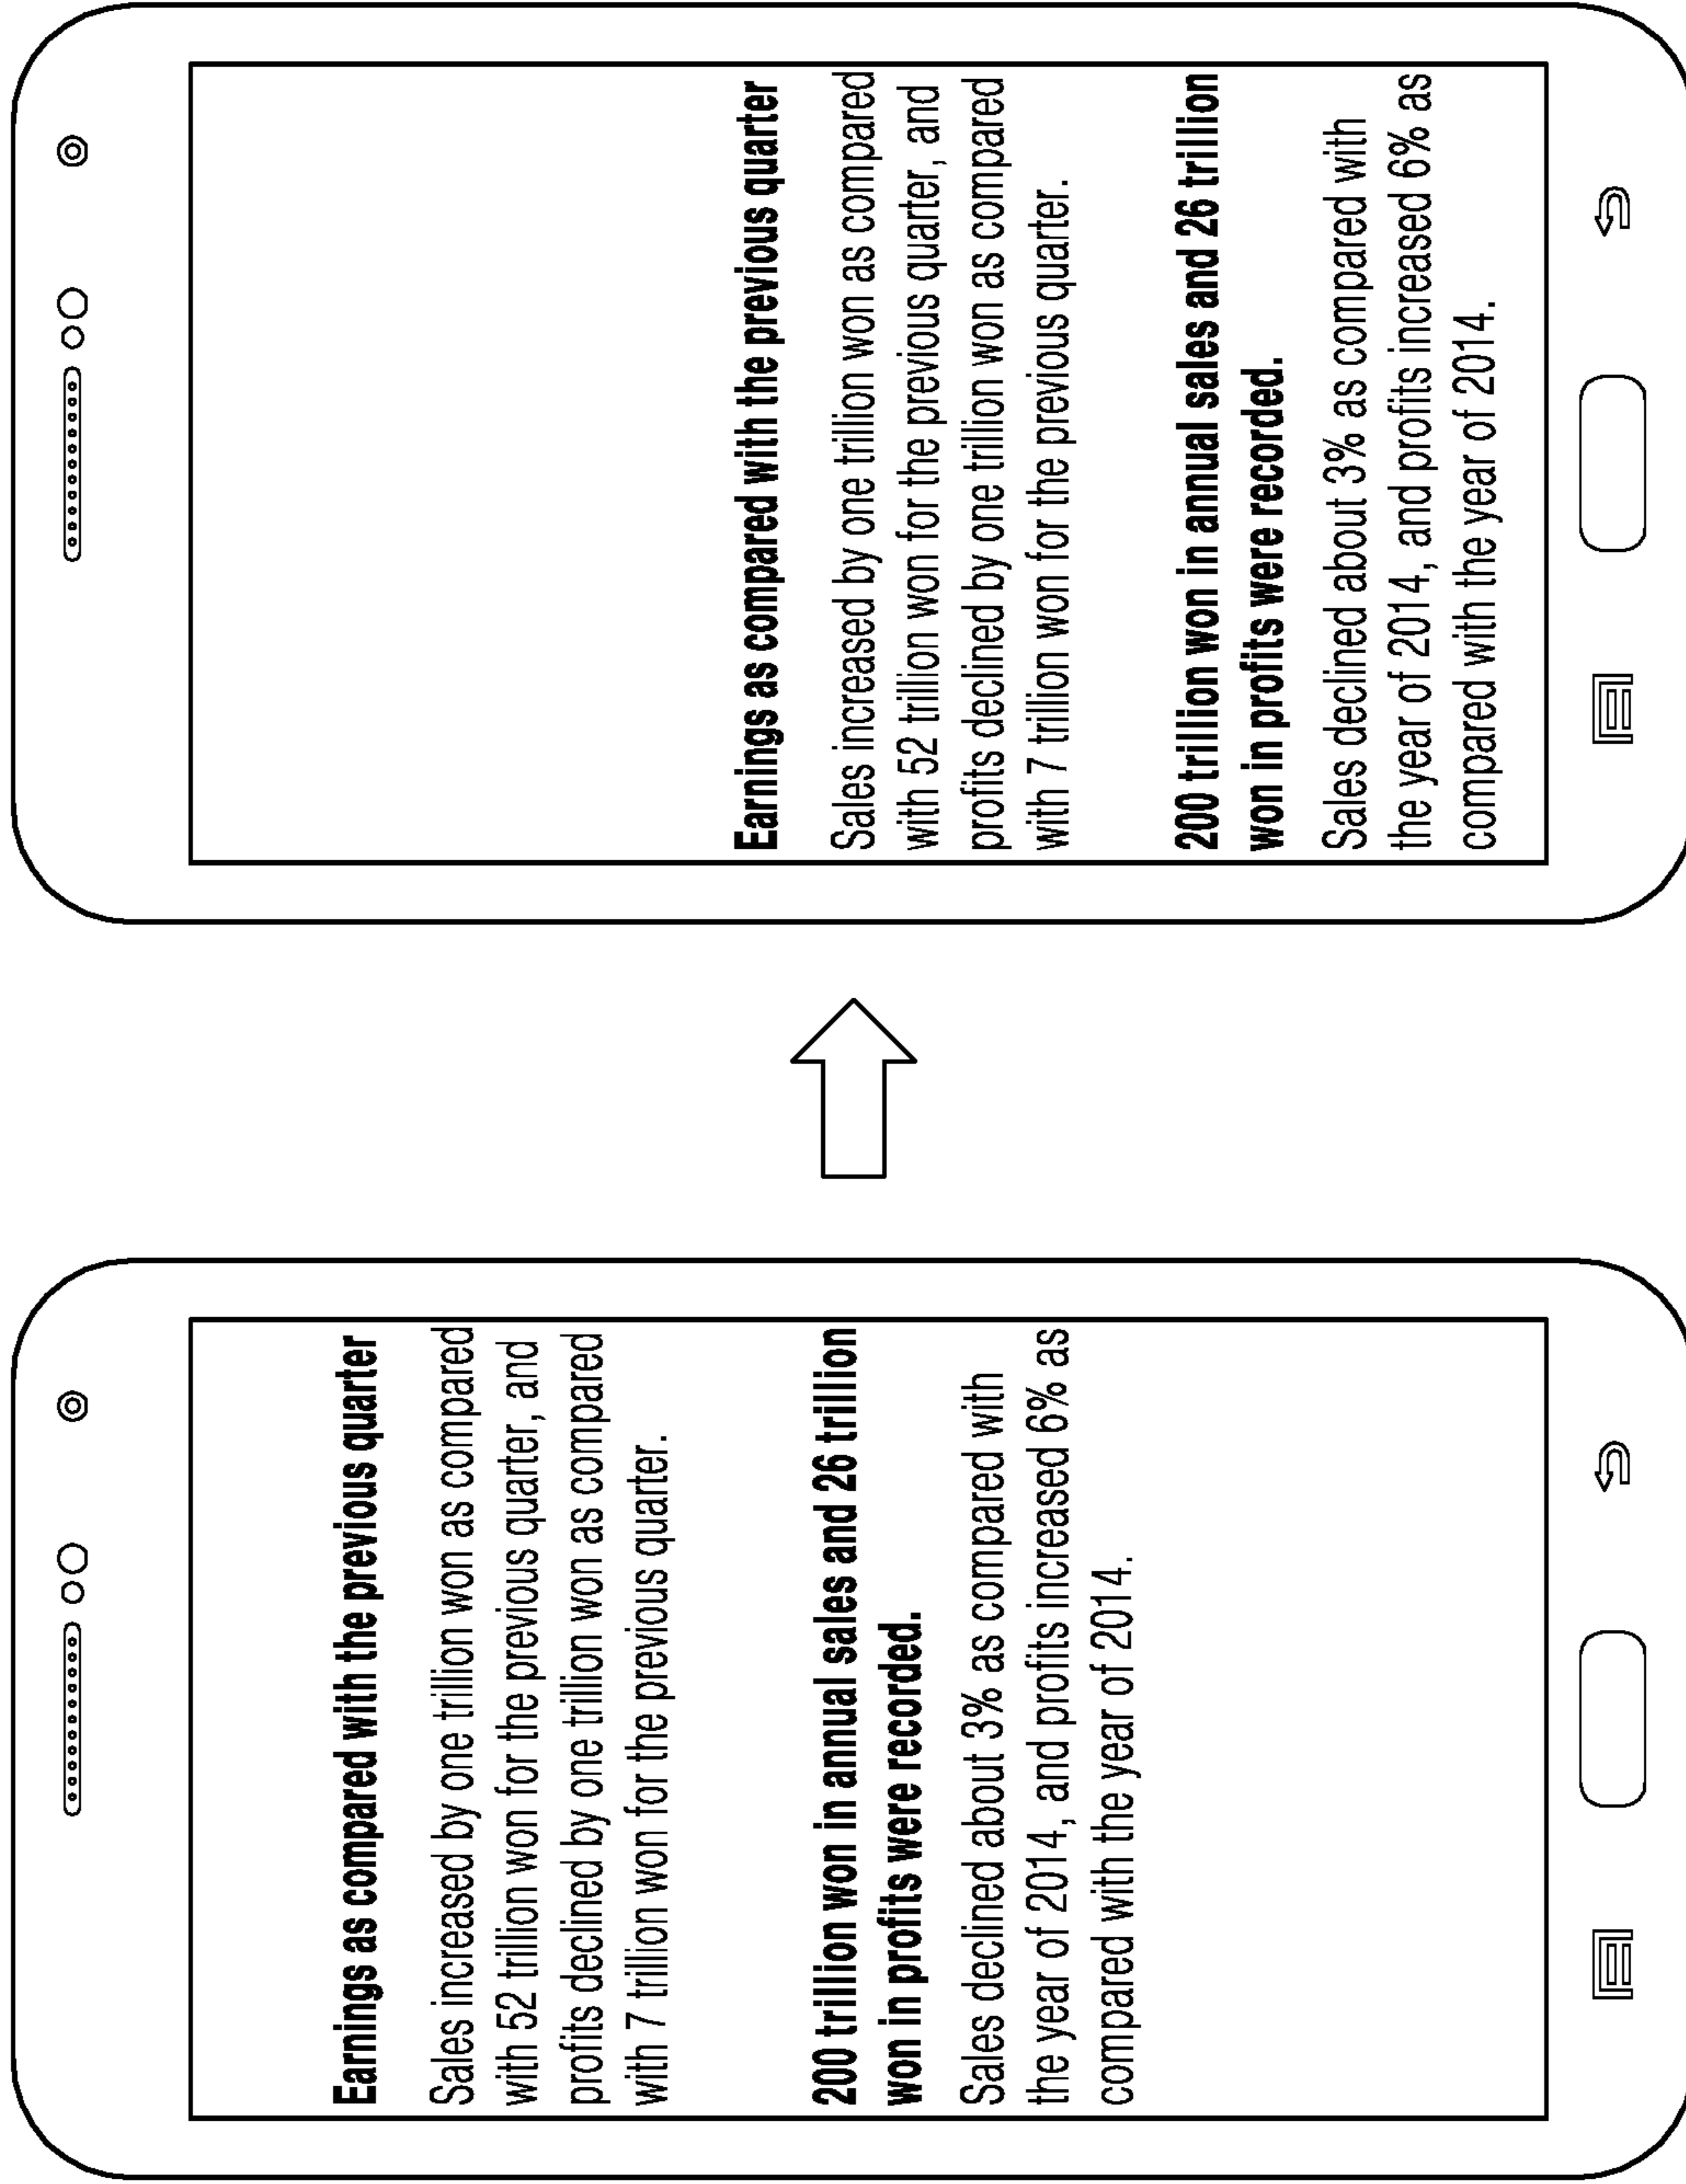 Earnings as compared with the previous quarter
Sales increased by one trillion won as compared
with 52 trillion won for the previous quarter, and
profits declined by one trillion won as compared
with 7 trillion won for the previous quarter.
200 trillion won in annual sales and 26 trillion
won in profits were recorded.
Sales declined about 3% as compared with
the year of 2014, and profits increased 6% as
compared with the year of 2014.
Earnings as compared with the previous quarter
Sales increased by one trillion won as compared
with 52 trillion won for the previous quarter, and
profits declined by one trillion won as compared
with 7 trillion won for the previous quarter.
200 trillion won in annual sales and 26 trillion
won in profits were recorded.
Sales declined about 3% as compared with
the year of 2014, and profits increased 6% as
compared with the year of 2014.